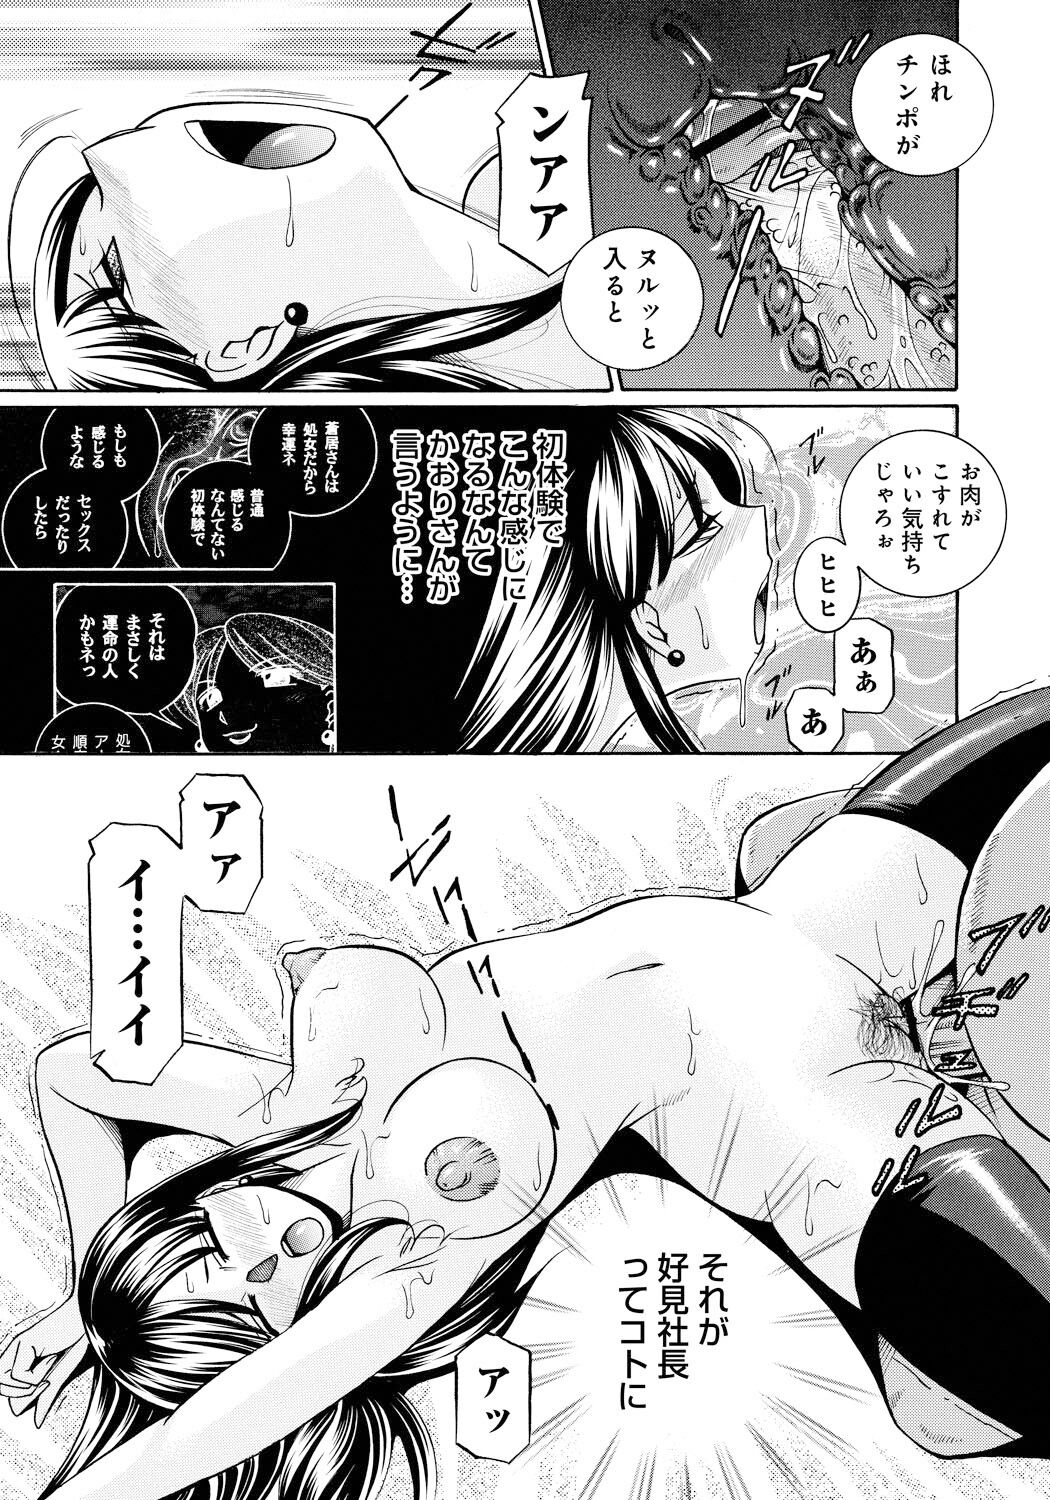 ほれ
チンポが
ヌルッと
入ると
ンアァ
お肉が
こすれて
いい気持ち
じゃろぉ
ヒヒヒ
あぁ
あ
初体験で
こんな感じに
なるなんて
かおりさんが
言うように…
蒼居さんは
処女だから
幸運ネ
普通
感じる
なんてない
初体験で
もしも
感じる
ような
セックス
だったり
したら
それは
まさしく
運命の人
かもネっ
アァ
イ…イイ
それが
好見社長
ってコトに
アッ